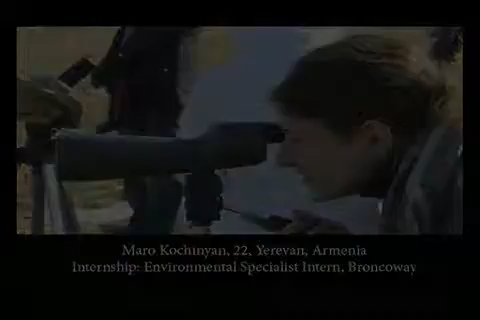 Maro Kochinyan, 22, Yerevan, Armenia
Internship: Environmental Specialist Intern, Broncoway